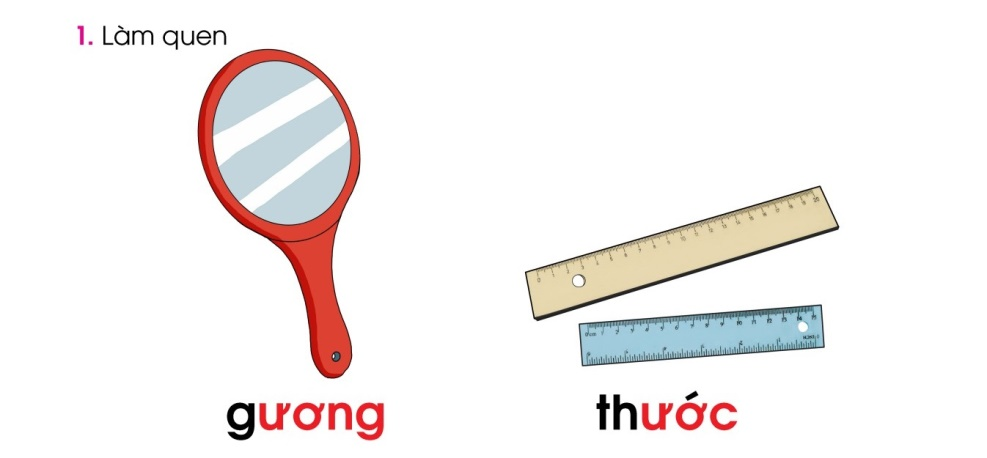 1. Làm quen
gương
thước